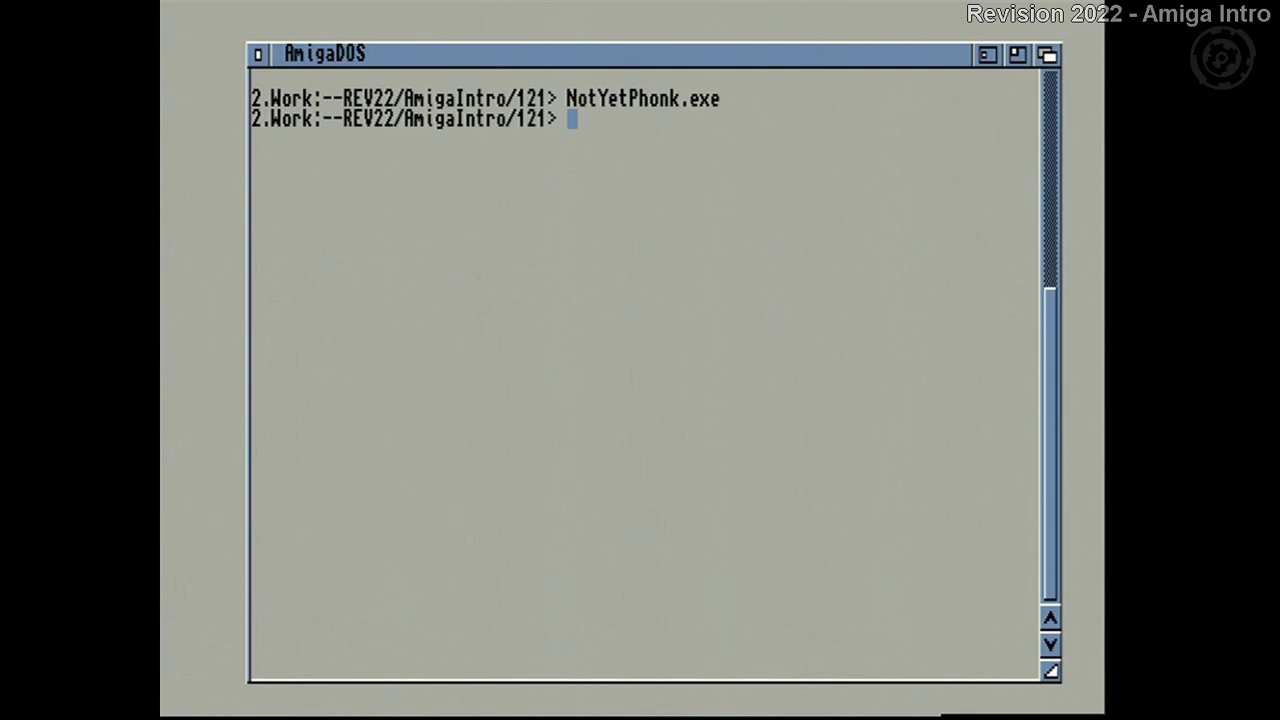 Revision 2022 - Amiga Intro
AmigaDOS
2.Work:--REV22/AmigaIntro/121> NotYetPhonk.exe
2.Work:--REV22/AmigaIntro/121>